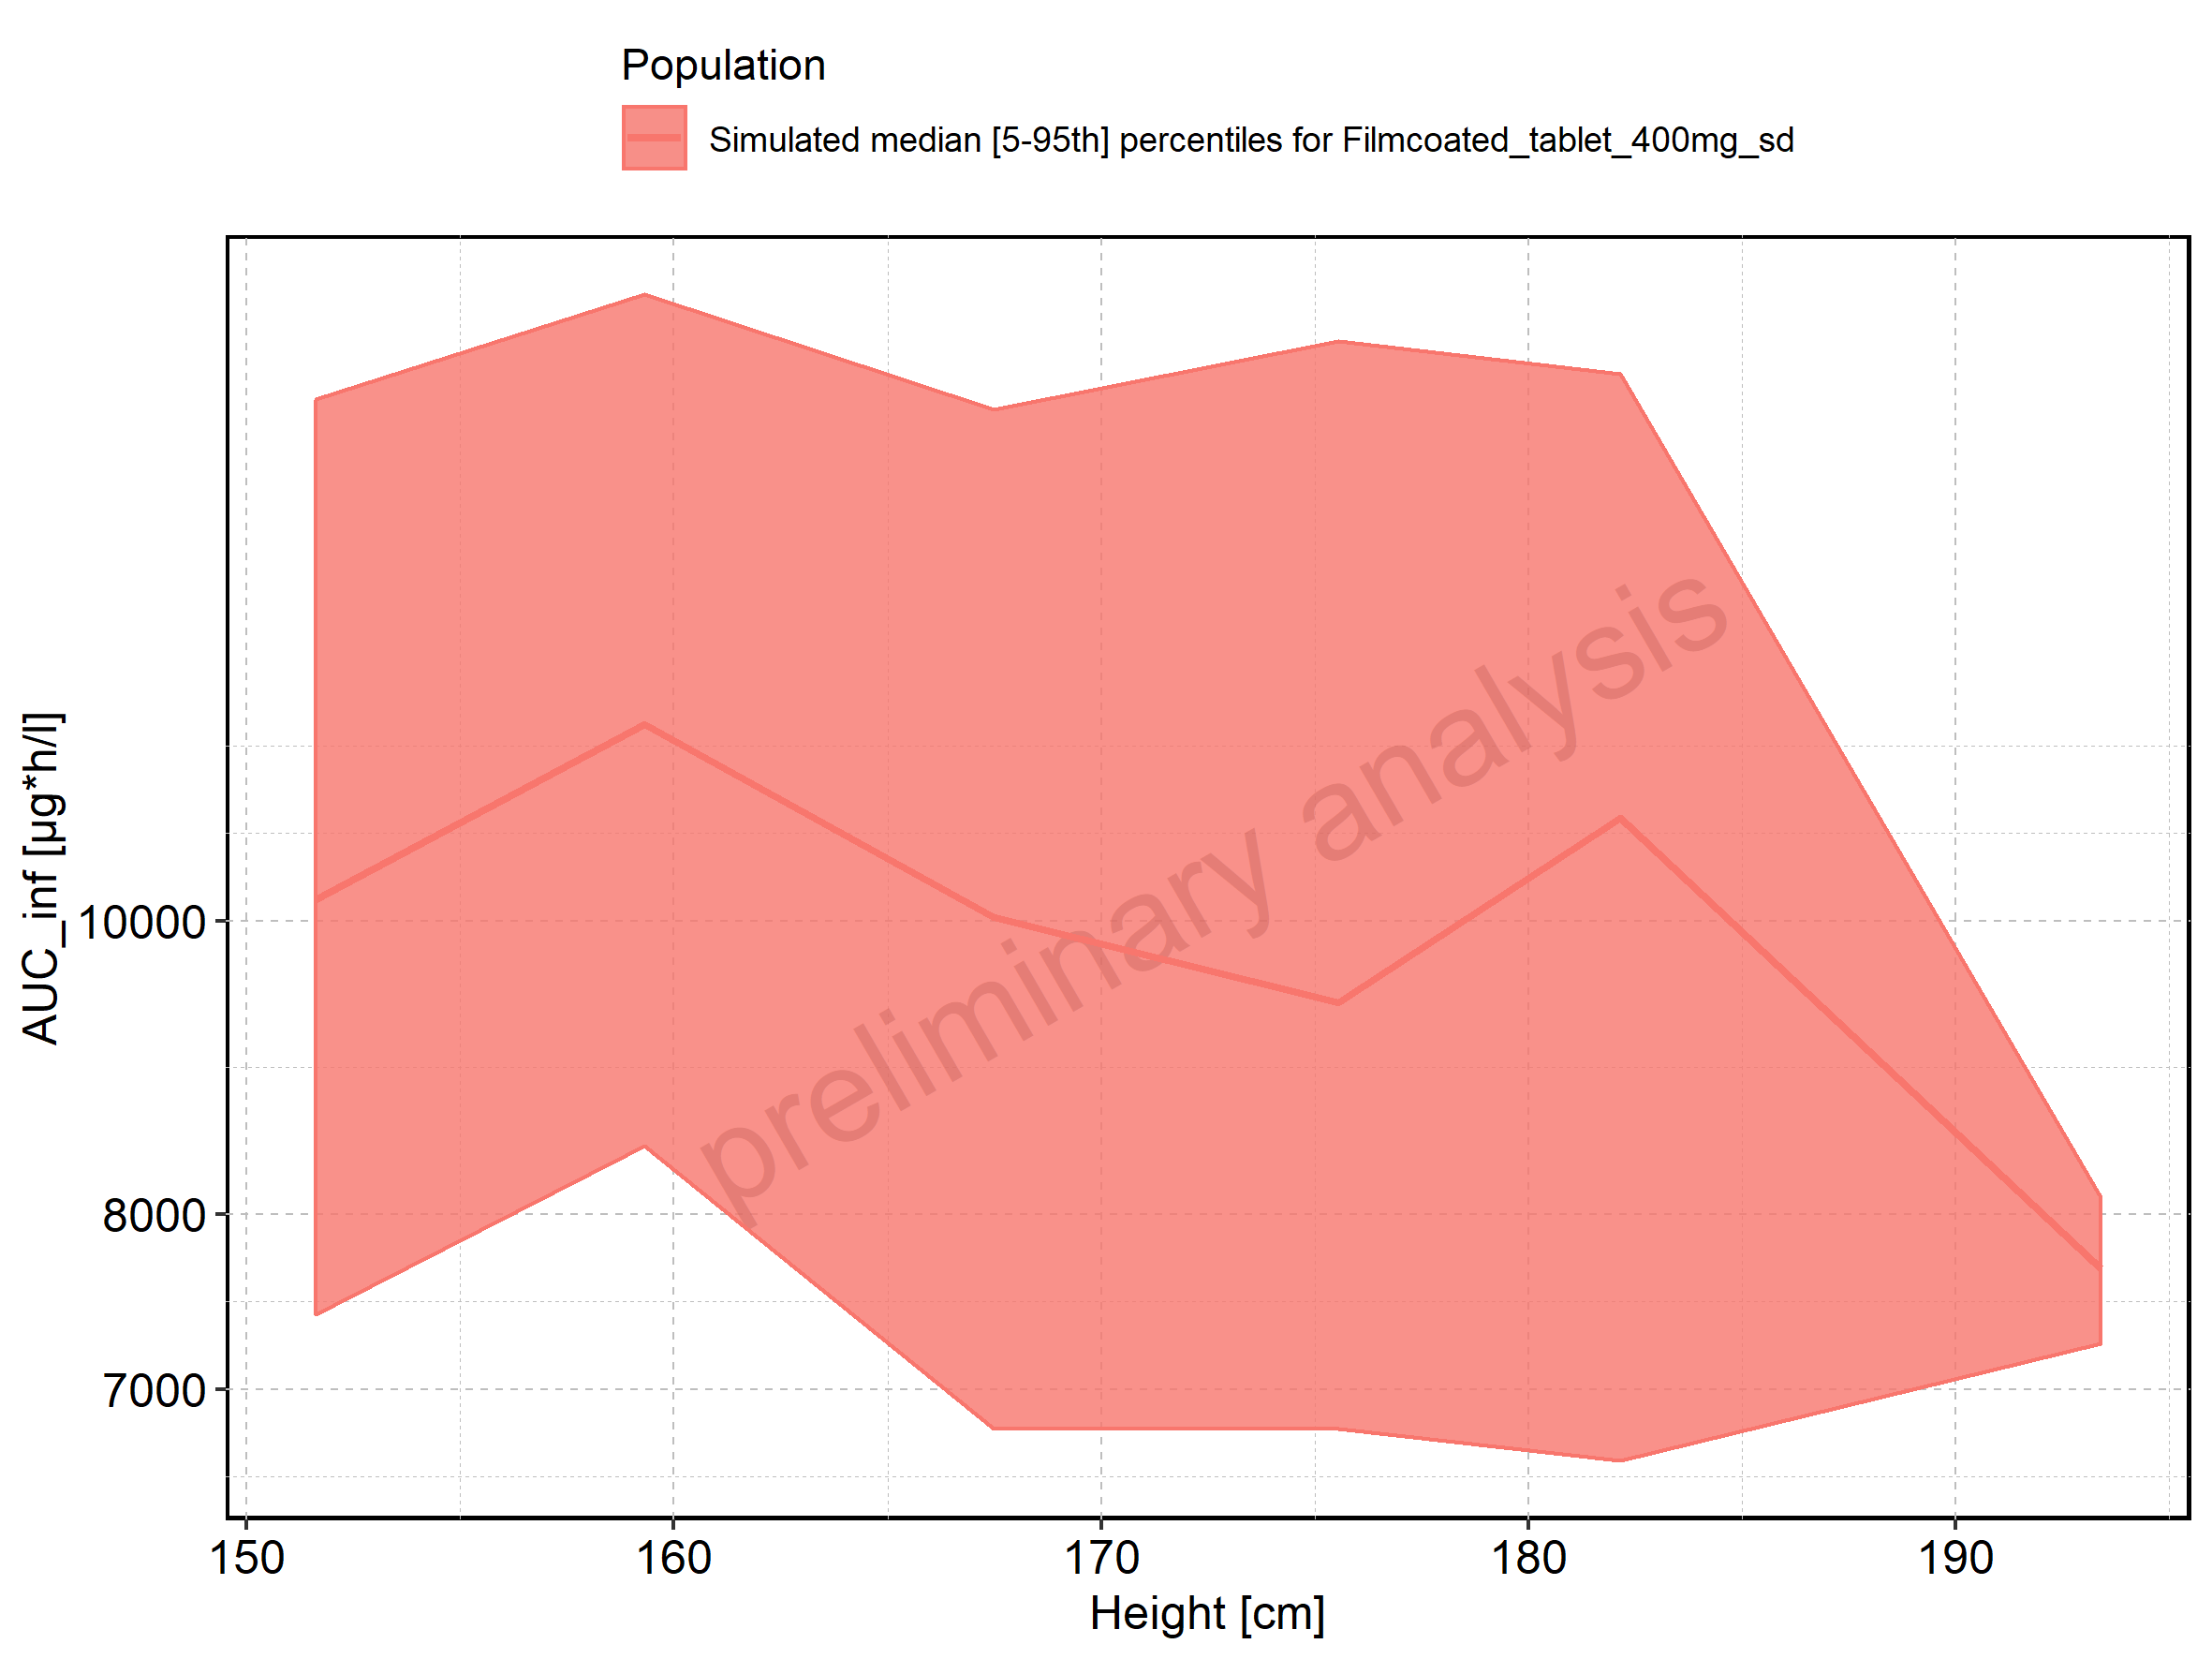 Population
Simulated median [5-95th] percentiles for Filmcoated_tablet_400mg_sd
AUC_inf [µg*h/l]
10000
8000
7000
preliminary analysis
150 160 170 180 190
Height [cm]